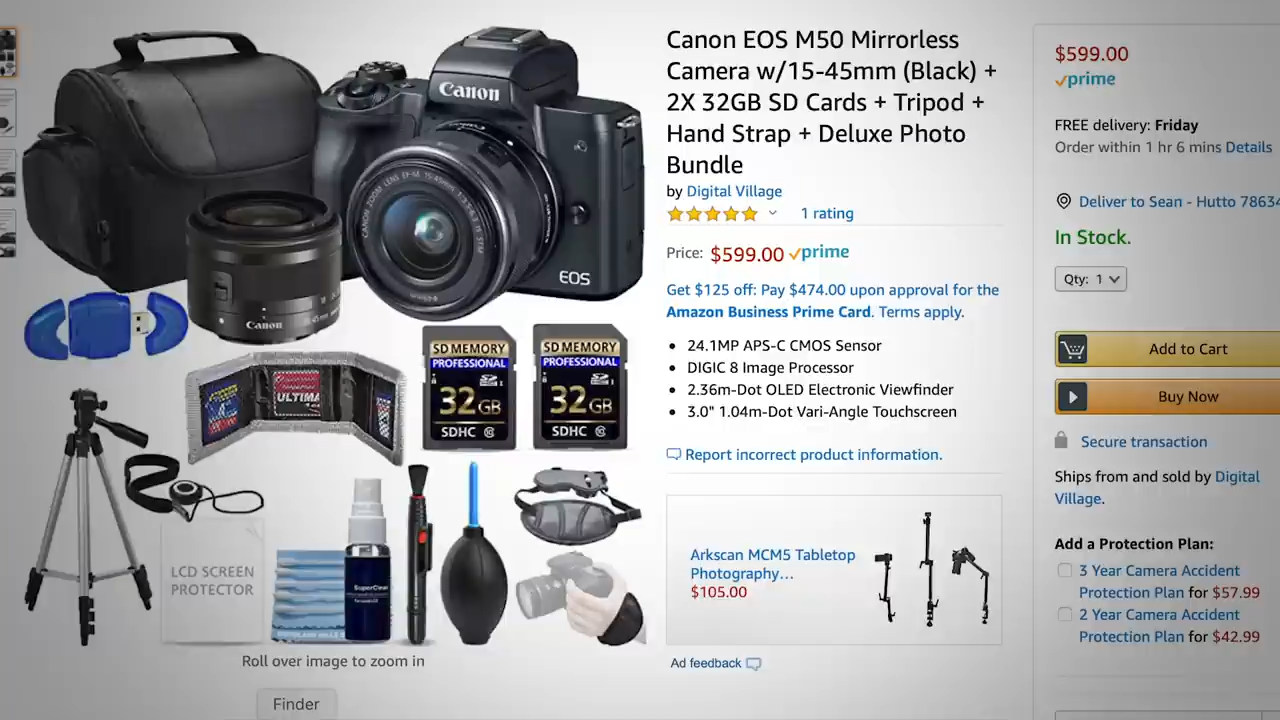 Canon EOS M50 Mirrorless
Camera w/15-45mm (Black) +
2X 32GB SD Cards + Tripod +
Hand Strap + Deluxe Photo
Bundle
by Digital Village
1 rating
Price: $599.00 prime
Get $125 off: Pay $474.00 upon approval for the
Amazon Business Prime Card. Terms apply.
24.1MP APS-C CMOS Sensor
DIGIC 8 Image Processor
2.36m-Dot OLED Electronic Viewfinder
3.0" 1.04m-Dot Vari-Angle Touchscreen
Report incorrect product information.
Arkscan MCM5 Tabletop
Photography...
$105.00
Ad feedback
$599.00
prime
FREE delivery: Friday
Order within 1 hr 6 mins Details
Deliver to Sean - Hutto 78634
In Stock.
Qty: 1
Add to Cart
Buy Now
Secure transaction
Ships from and sold by Digital
Village.
Add a Protection Plan:
3 Year Camera Accident
Protection Plan for $57.99
2 Year Camera Accident
Protection Plan for $42.99
Canon
EOS
Canon
SD MEMORY
PROFESSIONAL
32 GB
SDHC
SD MEMORY
PROFESSIONAL
32 GB
SDHC
ULTIMA
LCD SCREEN
PROTECTOR
Roll over image to zoom in
Finder